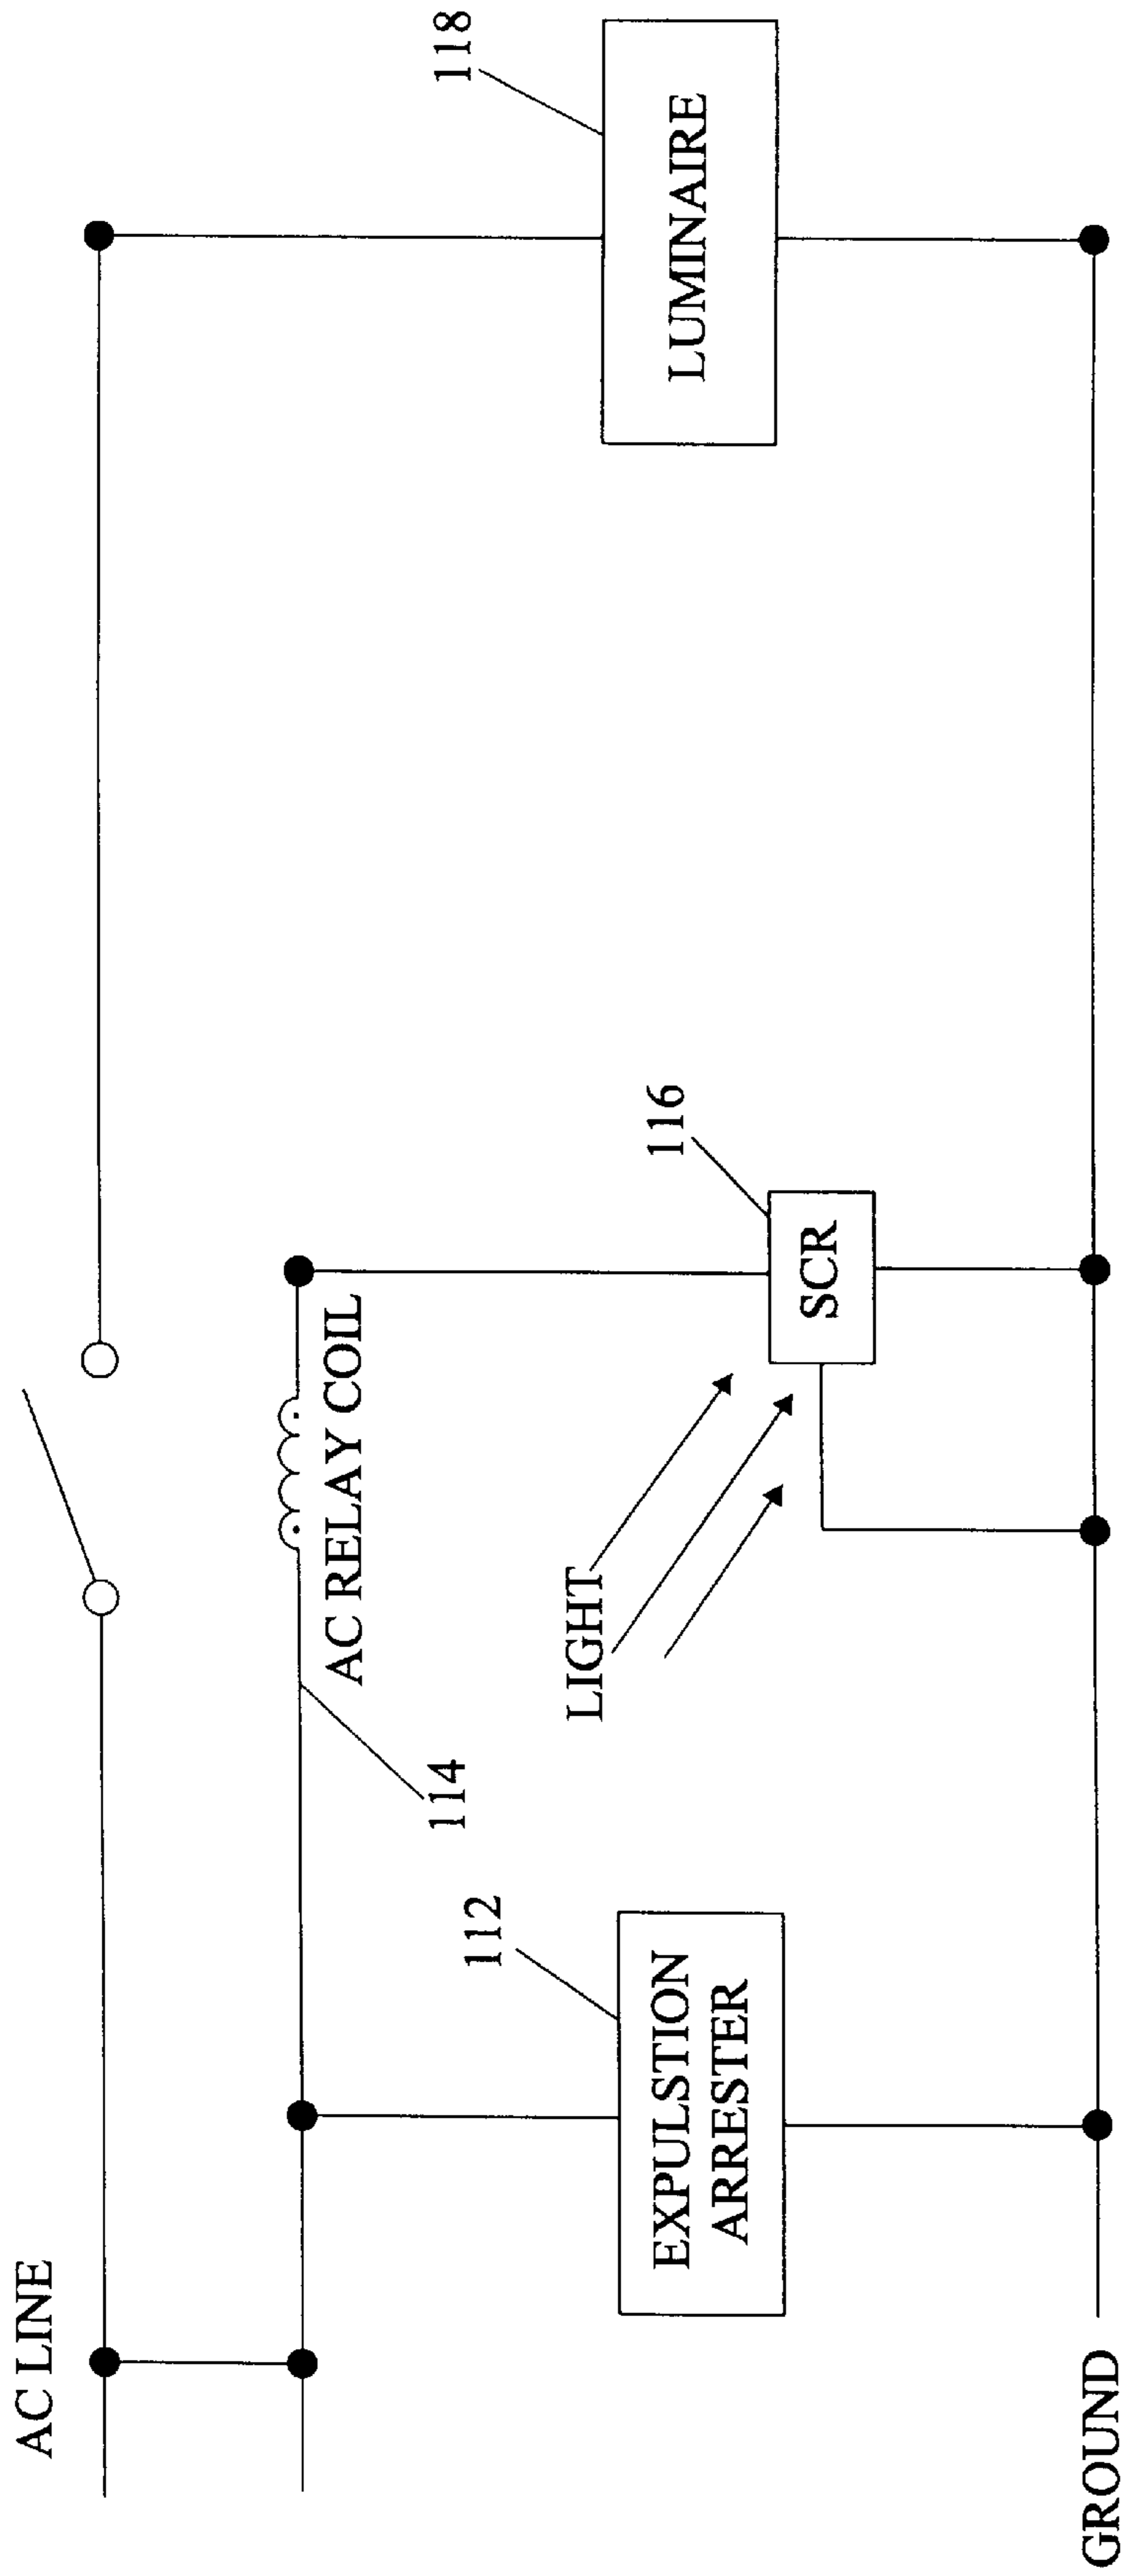 AC LINE
118
LUMINAIRE
AC RELAY COIL
114
116
LIGHT
SCR
112
EXPULSTION
ARRESTER
GROUND